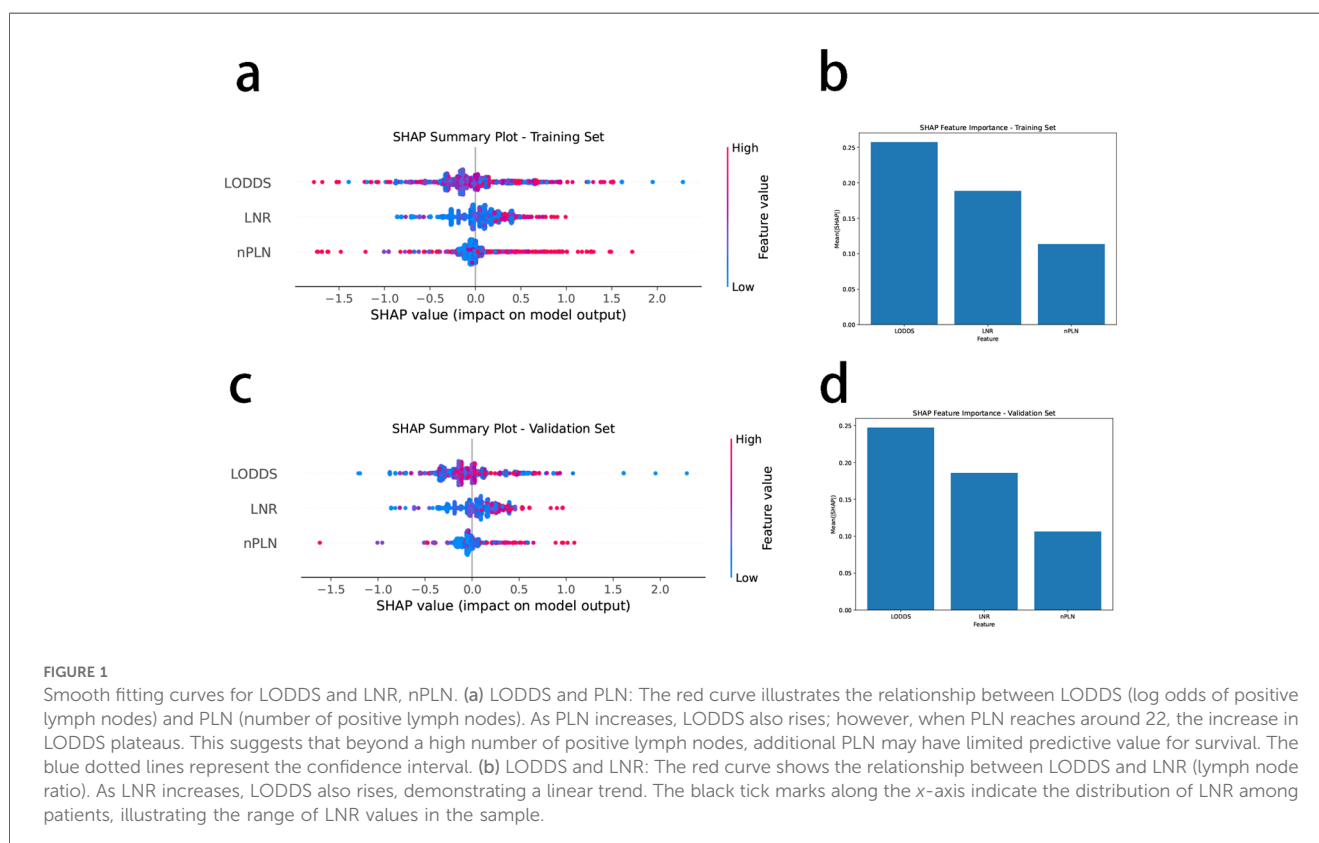 a
SHAP Summary Plot - Training Set
High
LODDS
LNR
nPLN
Feature value
Low
−1.5 −1.0 −0.5 0.0 0.5 1.0 1.5 2.0
SHAP value (impact on model output)
b
SHAP Feature Importance - Training Set
0.25
0.20
0.15
0.10
0.05
0.00
Mean(|SHAP|)
LODDS LNR nPLN
Feature
c
SHAP Summary Plot - Validation Set
High
LODDS
LNR
nPLN
Feature value
Low
−1.5 −1.0 −0.5 0.0 0.5 1.0 1.5 2.0
SHAP value (impact on model output)
d
SHAP Feature Importance - Validation Set
0.25
0.20
0.15
0.10
0.05
0.00
Mean(|SHAP|)
LODDS LNR nPLN
Feature
FIGURE 1
Smooth fitting curves for LODDS and LNR, nPLN. (a) LODDS and PLN: The red curve illustrates the relationship between LODDS (log odds of positive
lymph nodes) and PLN (number of positive lymph nodes). As PLN increases, LODDS also rises; however, when PLN reaches around 22, the increase in
LODDS plateaus. This suggests that beyond a high number of positive lymph nodes, additional PLN may have limited predictive value for survival. The
blue dotted lines represent the confidence interval. (b) LODDS and LNR: The red curve shows the relationship between LODDS and LNR (lymph node
ratio). As LNR increases, LODDS also rises, demonstrating a linear trend. The black tick marks along the x-axis indicate the distribution of LNR among
patients, illustrating the range of LNR values in the sample.